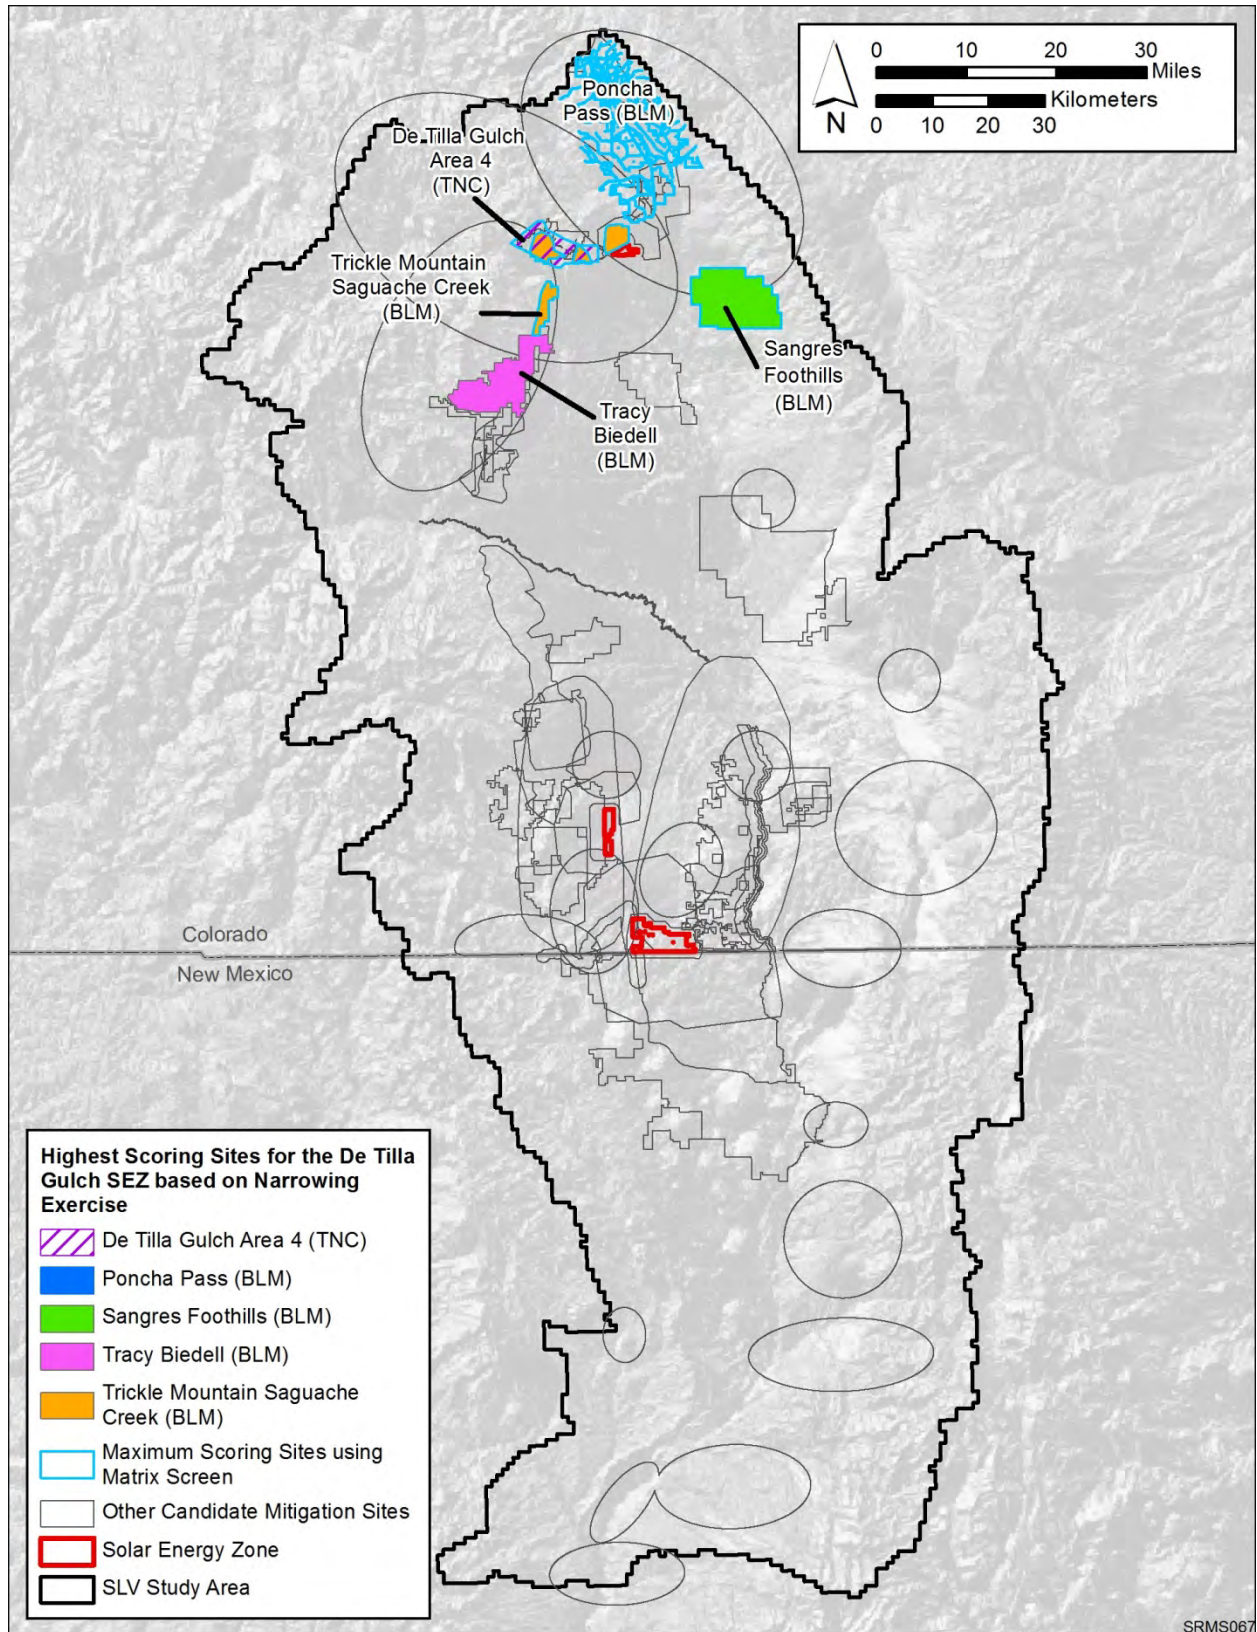 0 10 20 30
Miles
Kilometers
N
0 10 20 30
Poncha
Pass (BLM)
De Tilla Gulch
Area 4
(TNC)
Trickle Mountain
Saguache Creek
(BLM)
Sangres
Foothills
(BLM)
Tracy
Biedell
(BLM)
Colorado
New Mexico
Highest Scoring Sites for the De Tilla
Gulch SEZ based on Narrowing
Exercise
De Tilla Gulch Area 4 (TNC)
Poncha Pass (BLM)
Sangres Foothills (BLM)
Tracy Biedell (BLM)
Trickle Mountain Saguache
Creek (BLM)
Maximum Scoring Sites using
Matrix Screen
Other Candidate Mitigation Sites
Solar Energy Zone
SLV Study Area
SRMS067